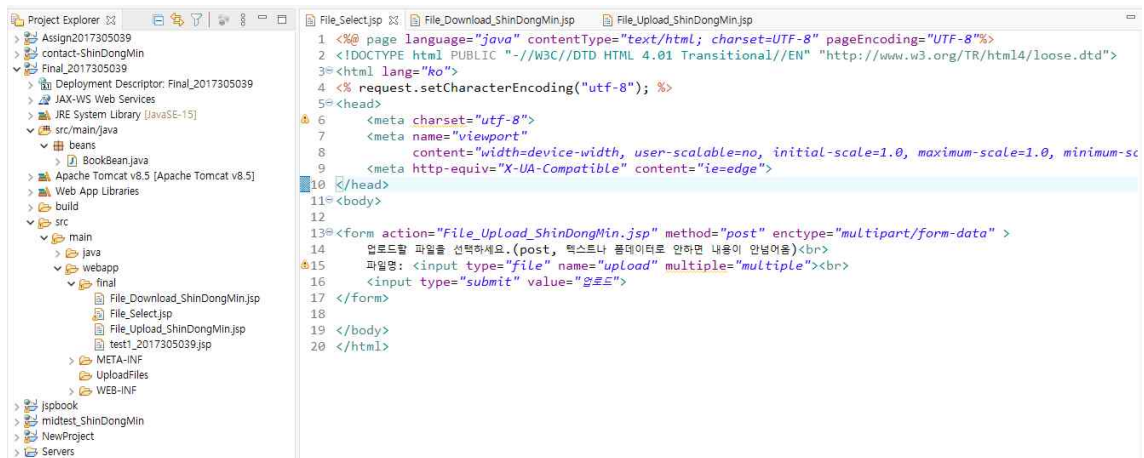 Project Explorer
Assign2017305039
contact-ShinDongMin
Final_2017305039
Deployment Descriptor: Final_2017305039
JAX-WS Web Services
JRE System Library [JavaSE-15]
src/main/java
beans
BookBean.java
Apache Tomcat v8.5 [Apache Tomcat v8.5]
Web App Libraries
build
src
main
java
webapp
final
File_Download_ShinDongMin.jsp
File_Select.jsp
File_Upload_ShinDongMin.jsp
test1_2017305039.jsp
META-INF
UploadFiles
WEB-INF
jspbook
midtest_ShinDongMin
NewProject
Servers
File_Select.jsp File_Download_ShinDongMin.jsp File_Upload_ShinDongMin.jsp
1 <%@ page language="java" contentType="text/html; charset=UTF-8" pageEncoding="UTF-8"%>
2 <!DOCTYPE html PUBLIC "-//W3C//DTD HTML 4.01 Transitional//EN" "http://www.w3.org/TR/html4/loose.dtd">
3 <html lang="ko">
4 <% request.setCharacterEncoding("utf-8"); %>
5 <head>
6 <meta charset="utf-8">
7 <meta name="viewport"
8 content="width=device-width, user-scalable=no, initial-scale=1.0, maximum-scale=1.0, minimum-sc
9 <meta http-equiv="X-UA-Compatible" content="ie=edge">
10 </head>
11 <body>
12
13 <form action="File_Upload_ShinDongMin.jsp" method="post" enctype="multipart/form-data" >
14 업로드할 파일을 선택하세요.(post, 텍스트나 폼데이터로 안하면 내용이 안넘어옴)<br>
15 파일명: <input type="file" name="upload" multiple="multiple"><br>
16 <input type="submit" value="업로드">
17 </form>
18
19 </body>
20 </html>